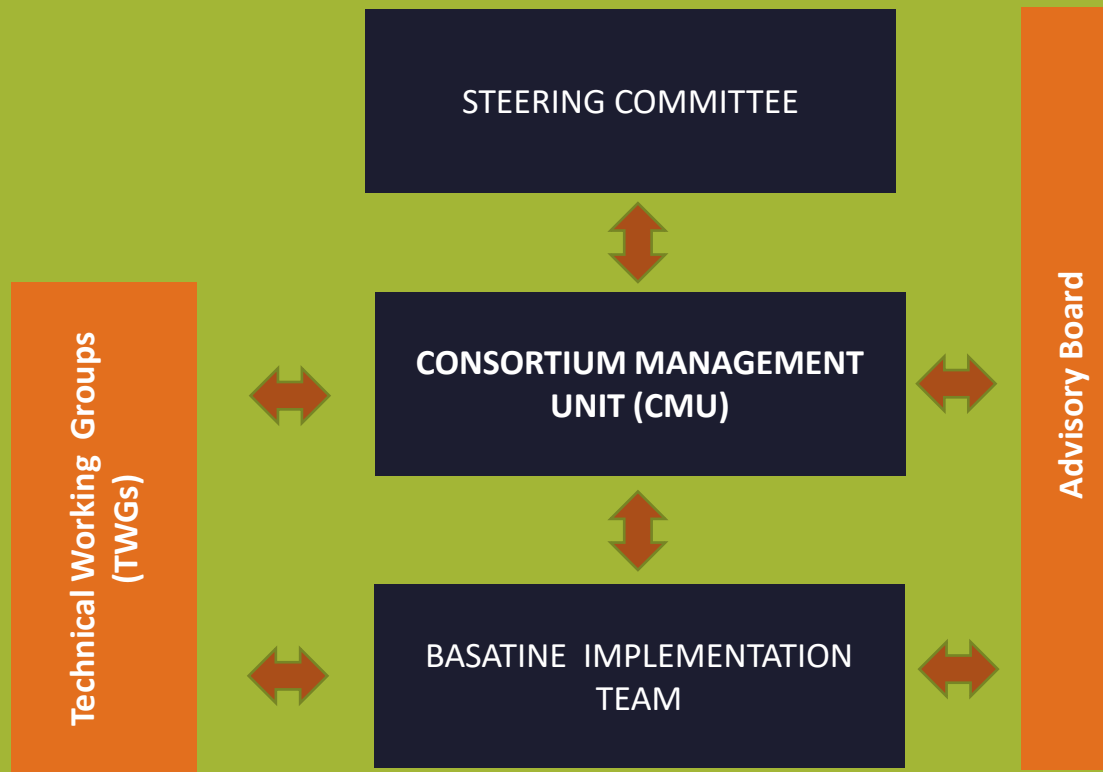 STEERING COMMITTEE
CONSORTIUM MANAGEMENT
UNIT (CMU)
BASATINE  IMPLEMENTATION
TEAM
Technical Working  Groups
(TWGs)
Advisory Board